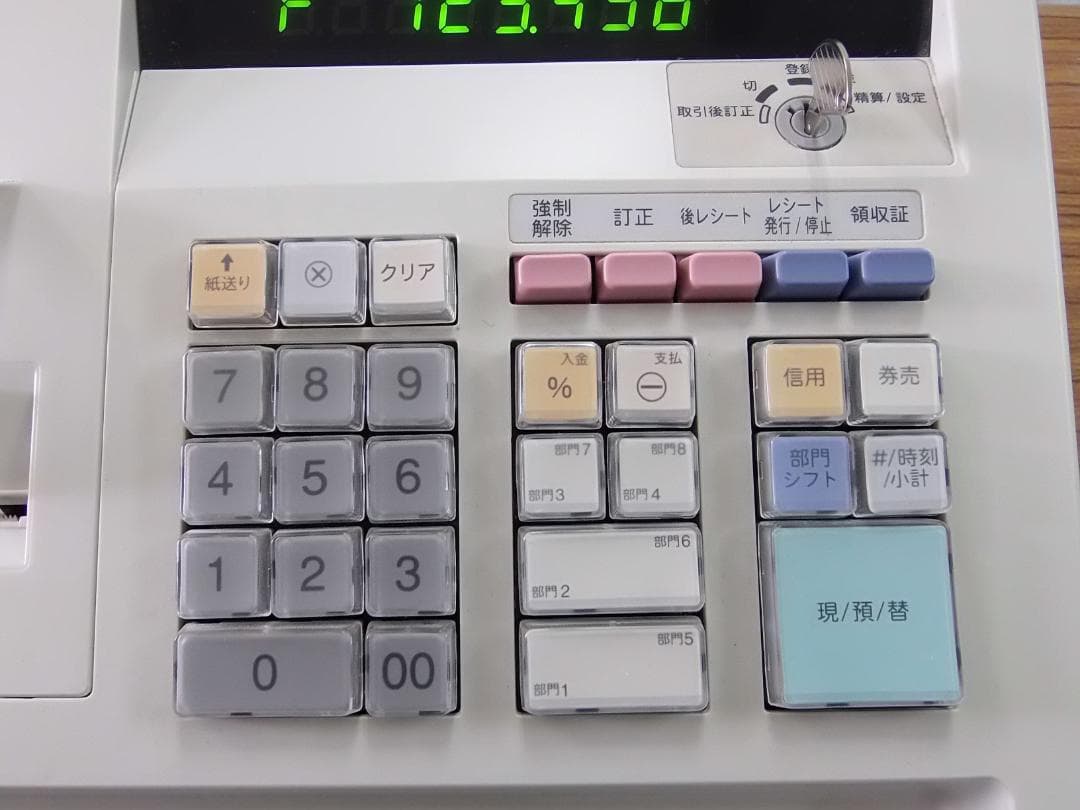 登録
切
精算/設定
取引後訂正
強制
解除
訂正
後レシート
レシート
発行/停止
領収証
↑
紙送り
⊗
クリア
7
8
9
入金
%
支払
⊖
信用
券売
4
5
6
部門7
部門3
部門8
部門4
部門
シフト
#/時刻
/小計
1
2
3
部門6
部門2
現/預/替
0
00
部門5
部門1